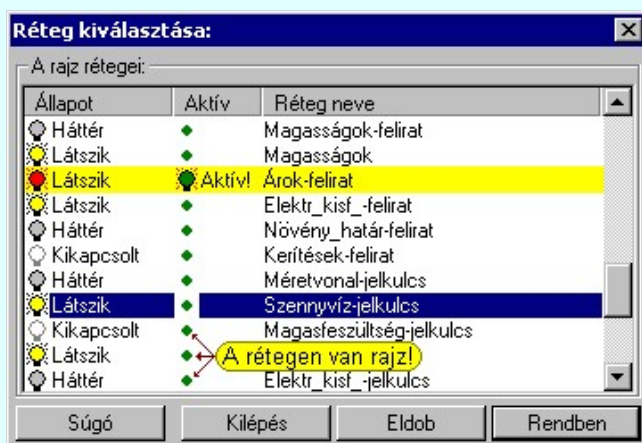 Réteg kiválasztása:
A rajz rétegei:
Állapot Aktív Réteg neve
Háttér Magasságok-felirat
Látszik Magasságok
Látszik Aktív! Árok-felirat
Látszik Elektr_kisf_-felirat
Háttér Növény_határ-felirat
Kikapcsolt Kerítések-felirat
Háttér Méretvonal-jelkulcs
Látszik Szennyvíz-jelkulcs
Kikapcsolt Magasfeszültség-jelkulcs
Látszik A rétegen van rajz!
Háttér Elektr_kisf_-jelkulcs
Súgó Kilépés Eldob Rendben